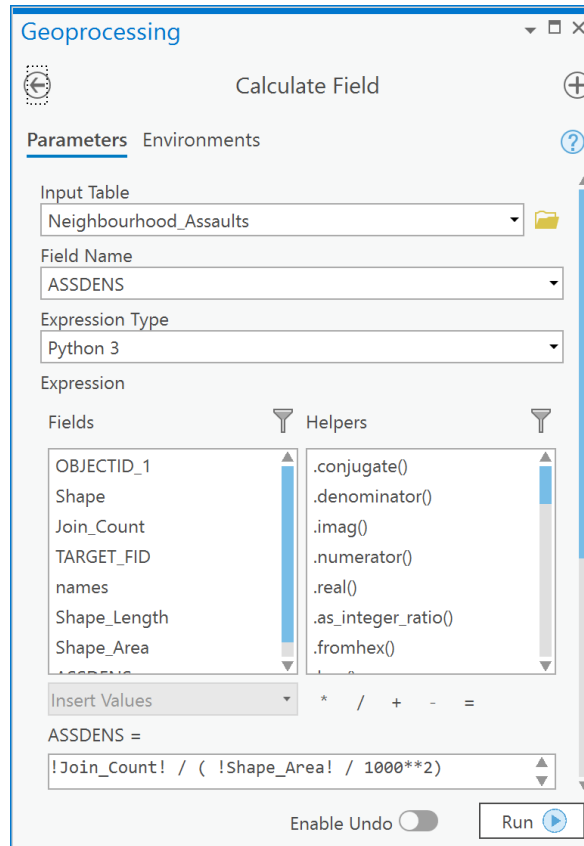 Geoprocessing
Calculate Field
Parameters Environments
Input Table
Neighbourhood_Assaults
Field Name
ASSDENS
Expression Type
Python 3
Expression
Fields Helpers
OBJECTID_1 .conjugate()
Shape .denominator()
Join_Count .imag()
TARGET_FID .numerator()
names .real()
Shape_Length .as_integer_ratio()
Shape_Area .fromhex()
Insert Values * / + - =
ASSDENS =
!Join_Count! / ( !Shape_Area! / 1000**2)
Enable Undo Run